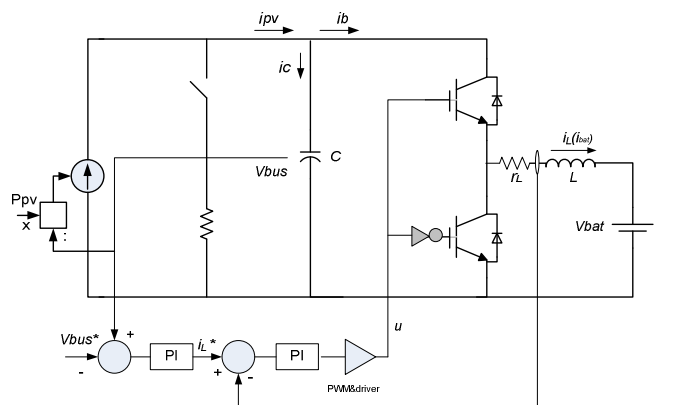 ipv
ib
ic
C
Vbus
iL(ibat)
rL
L
Vbat
Ppv
x
:
u
Vbus*
+
-
PI
iL*
+
-
PI
PWM&driver